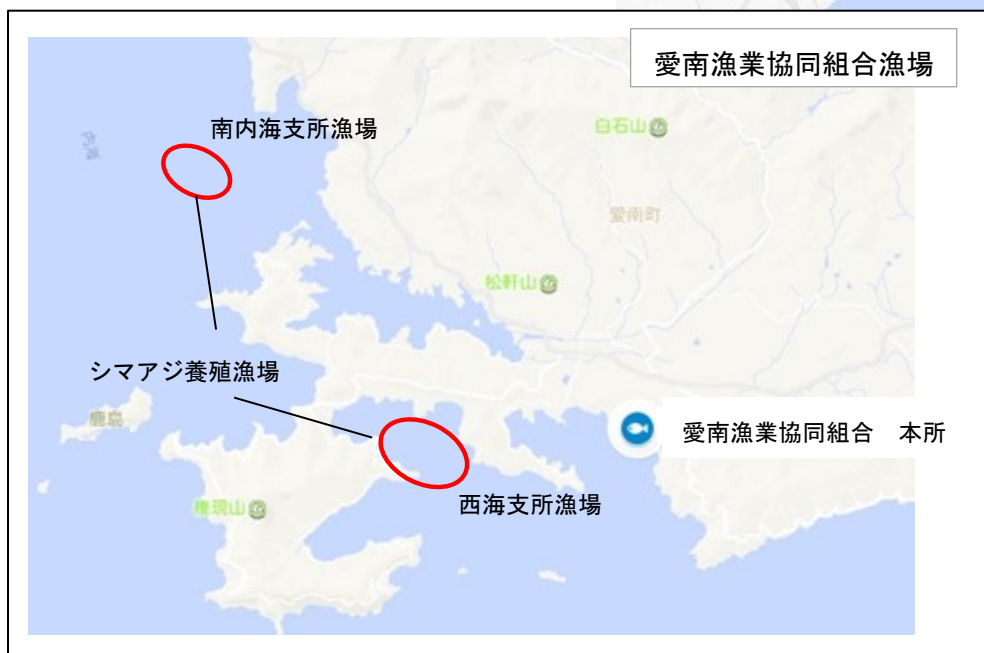 愛南漁業協同組合漁場
南内海支所漁場
白石山
愛南町
松軒山
シマアジ養殖漁場
鹿島
愛南漁業協同組合 本所
西海支所漁場
権現山